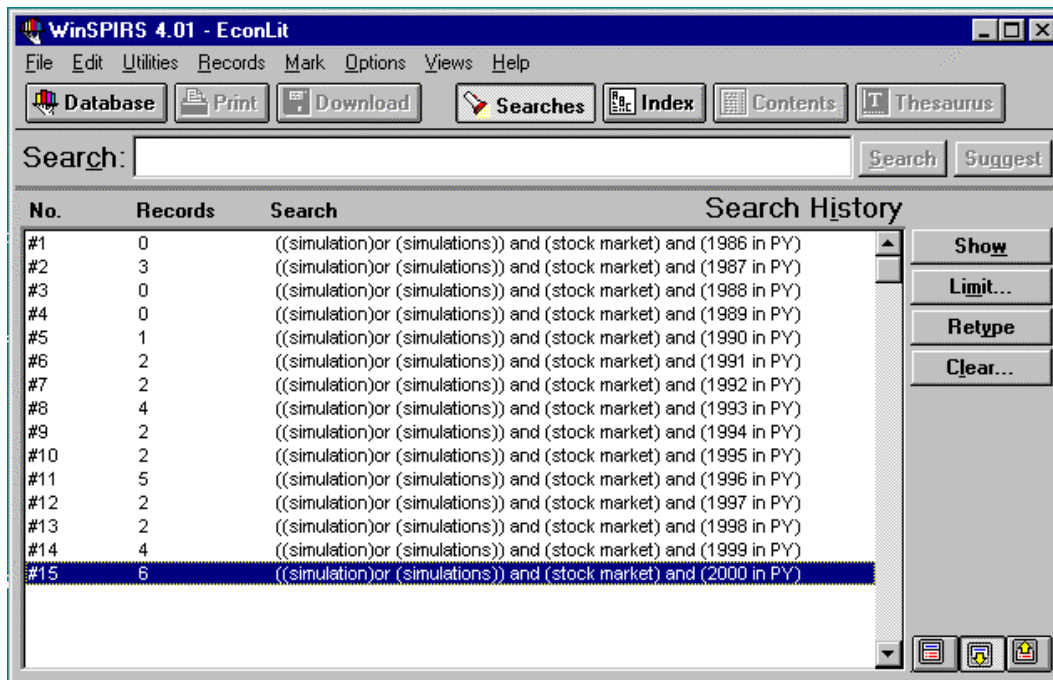 WinSPIRS 4.01 - EconLit
File Edit Utilities Records Mark Options Views Help
Database Print Download Searches Index Contents Thesaurus
Search: Search Suggest
No. Records Search Search History
#1 0 ((simulation)or (simulations)) and (stock market) and (1986 in PY)
#2 3 ((simulation)or (simulations)) and (stock market) and (1987 in PY)
#3 0 ((simulation)or (simulations)) and (stock market) and (1988 in PY)
#4 0 ((simulation)or (simulations)) and (stock market) and (1989 in PY)
#5 1 ((simulation)or (simulations)) and (stock market) and (1990 in PY)
#6 2 ((simulation)or (simulations)) and (stock market) and (1991 in PY)
#7 2 ((simulation)or (simulations)) and (stock market) and (1992 in PY)
#8 4 ((simulation)or (simulations)) and (stock market) and (1993 in PY)
#9 2 ((simulation)or (simulations)) and (stock market) and (1994 in PY)
#10 2 ((simulation)or (simulations)) and (stock market) and (1995 in PY)
#11 5 ((simulation)or (simulations)) and (stock market) and (1996 in PY)
#12 2 ((simulation)or (simulations)) and (stock market) and (1997 in PY)
#13 2 ((simulation)or (simulations)) and (stock market) and (1998 in PY)
#14 4 ((simulation)or (simulations)) and (stock market) and (1999 in PY)
#15 6 ((simulation)or (simulations)) and (stock market) and (2000 in PY)
Show
Limit...
Retype
Clear...